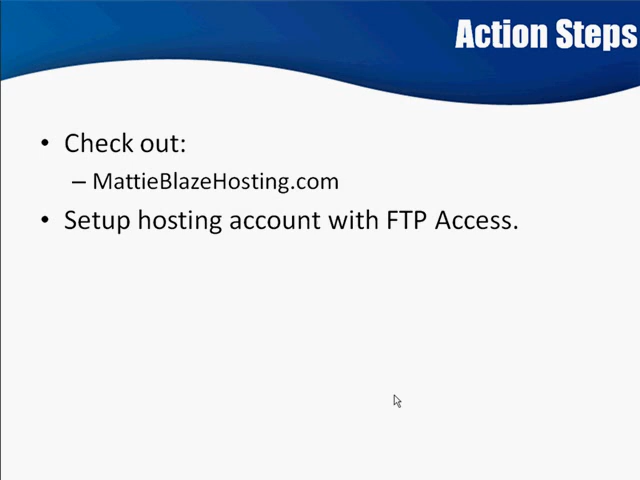 Action Steps
• Check out:
– MattieBlazeHosting.com
• Setup hosting account with FTP Access.